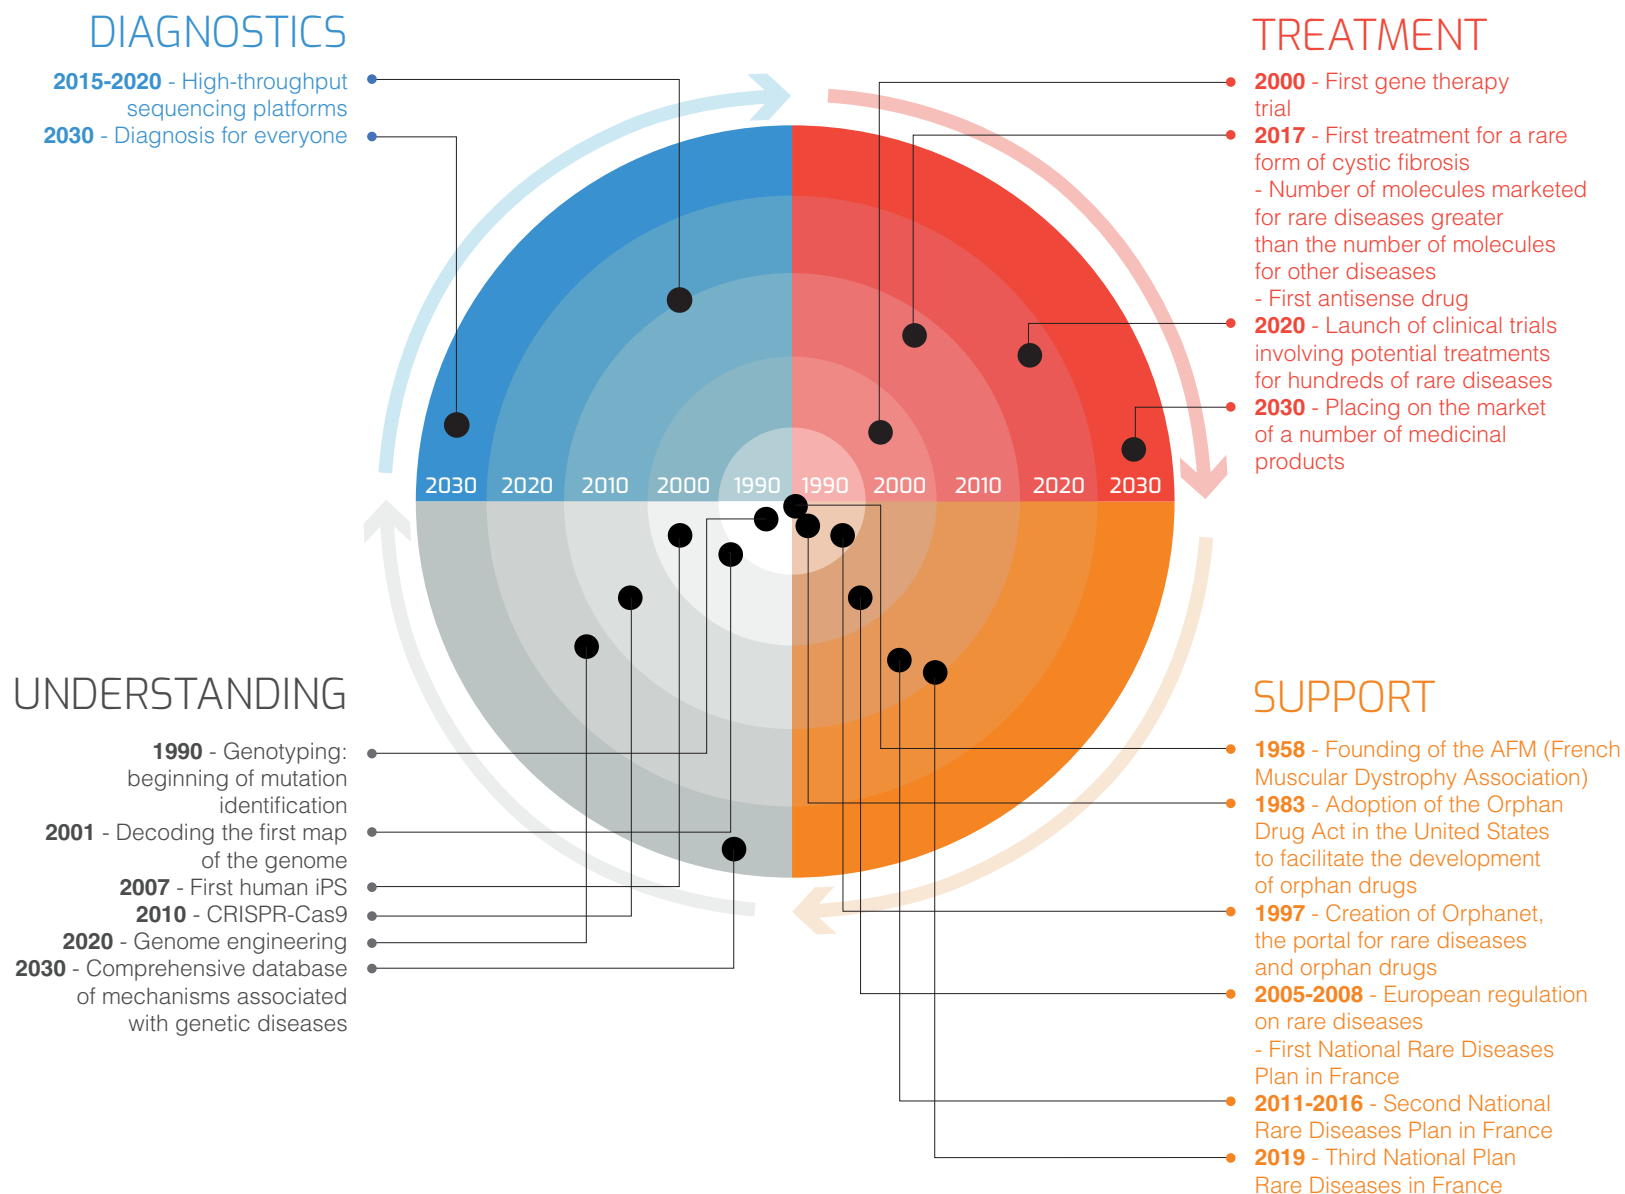 DIAGNOSTICS
2015-2020 - High-throughput
sequencing platforms
2030 - Diagnosis for everyone
TREATMENT
2000 - First gene therapy
trial
2017 - First treatment for a rare
form of cystic fibrosis
- Number of molecules marketed
for rare diseases greater
than the number of molecules
for other diseases
- First antisense drug
2020 - Launch of clinical trials
involving potential treatments
for hundreds of rare diseases
2030 - Placing on the market
of a number of medicinal
products
2030 2020 2010 2000 1990 1990 2000 2010 2020 2030
UNDERSTANDING
1990 - Genotyping:
beginning of mutation
identification
2001 - Decoding the first map
of the genome
2007 - First human iPS
2010 - CRISPR-Cas9
2020 - Genome engineering
2030 - Comprehensive database
of mechanisms associated
with genetic diseases
SUPPORT
1958 - Founding of the AFM (French
Muscular Dystrophy Association)
1983 - Adoption of the Orphan
Drug Act in the United States
to facilitate the development
of orphan drugs
1997 - Creation of Orphanet,
the portal for rare diseases
and orphan drugs
2005-2008 - European regulation
on rare diseases
- First National Rare Diseases
Plan in France
2011-2016 - Second National
Rare Diseases Plan in France
2019 - Third National Plan
Rare Diseases in France